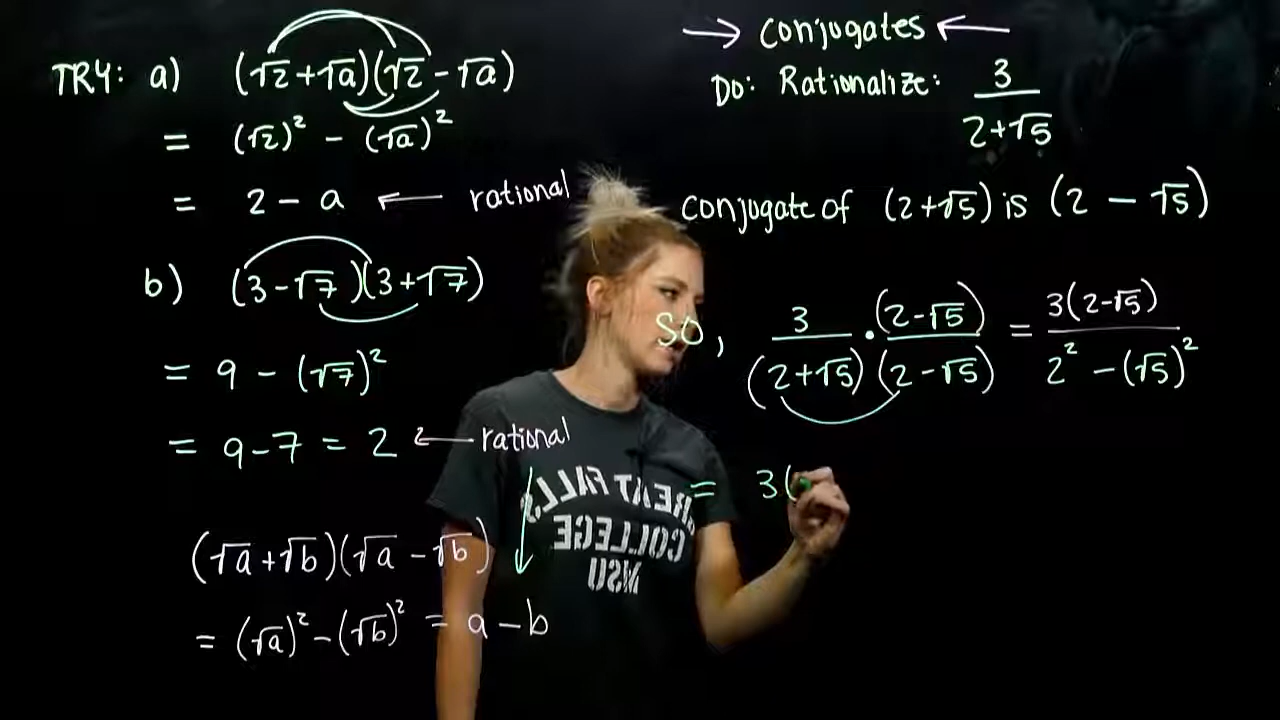 TRY: a) (√2+√a)(√2-√a)
= (√2)² - (√a)²
= 2 - a ← rational
b) (3-√7)(3+√7)
= 9 - (√7)²
= 9-7 = 2 ← rational
(√a+√b)(√a-√b)
= (√a)² - (√b)² = a - b
→ conjugates ←
Do: Rationalize: 3/(2+√5)
conjugate of (2+√5) is (2 - √5)
so, 3/(2+√5) · (2-√5)/(2-√5) = 3(2-√5)/(2² - (√5)²)
= 3(
GREAT FALLS
COLLEGE
MSU